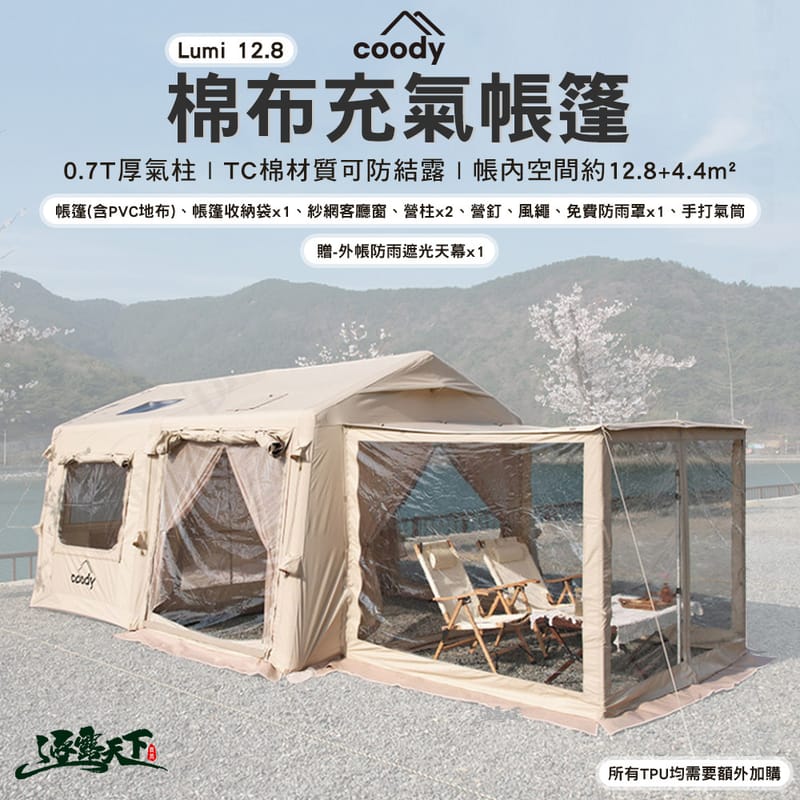 Lumi 12.8
coody
棉布充氣帳篷
0.7T厚氣柱 | TC棉材質可防結露 | 帳內空間約12.8+4.4m²
帳篷(含PVC地布)、帳篷收納袋x1、紗網客廳窗、營柱x2、營釘、風繩、免費防雨罩x1、手打氣筒
贈-外帳防雨遮光天幕x1
coody
逐露天下
所有TPU均需要額外加購